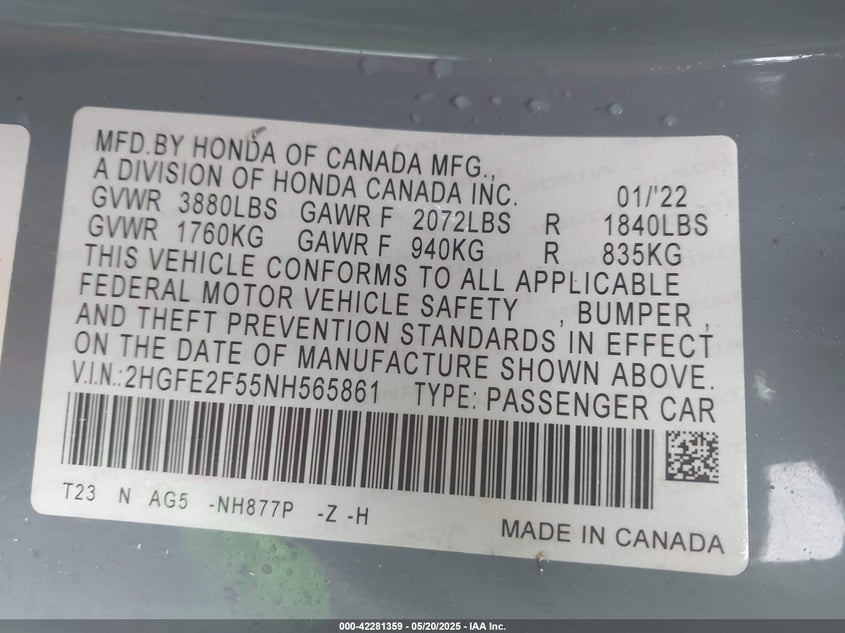 MFD.BY HONDA OF CANADA MFG.,
A DIVISION OF HONDA CANADA INC. 01/'22
GVWR 3880LBS GAWR F 2072LBS R 1840LBS
GVWR 1760KG GAWR F 940KG R 835KG
THIS VEHICLE CONFORMS TO ALL APPLICABLE
FEDERAL MOTOR VEHICLE SAFETY , BUMPER ,
AND THEFT PREVENTION STANDARDS IN EFFECT
ON THE DATE OF MANUFACTURE SHOWN ABOVE.
V.I.N.:2HGFE2F55NH565861 TYPE: PASSENGER CAR
T23 N AG5 -NH877P -Z -H
MADE IN CANADA
000-42281359 - 05/20/2025 - IAA Inc.